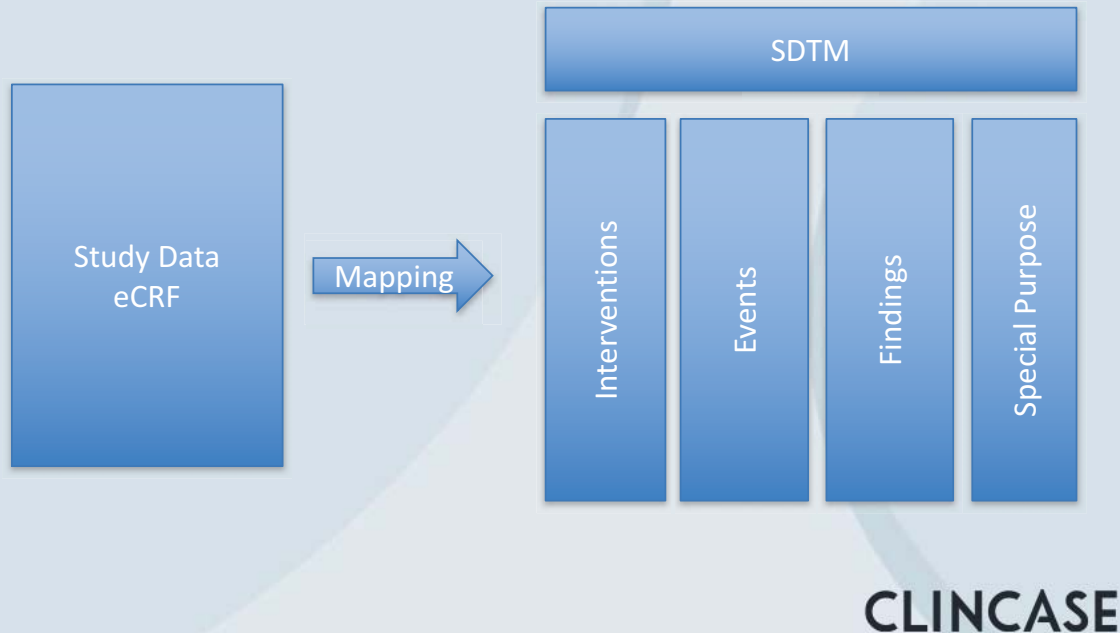 SDTM
Study Data
eCRF
Mapping
Interventions
Events
Findings
Special Purpose
CLINCASE